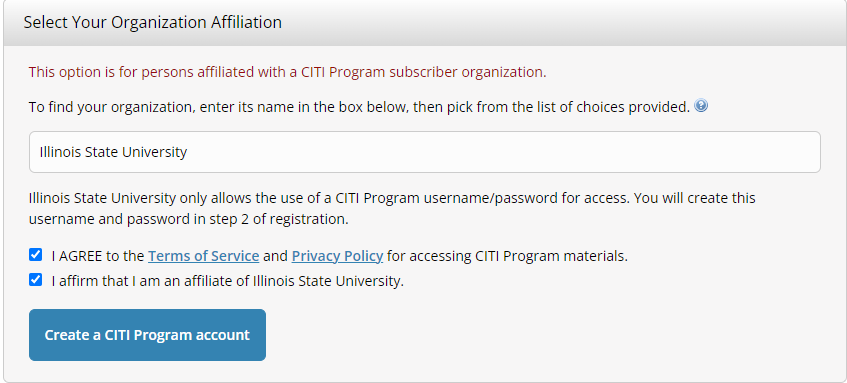 Select Your Organization Affiliation
This option is for persons affiliated with a CITI Program subscriber organization.
To find your organization, enter its name in the box below, then pick from the list of choices provided. ?
Illinois State University
Illinois State University only allows the use of a CITI Program username/password for access. You will create this
username and password in step 2 of registration.
I AGREE to the Terms of Service and Privacy Policy for accessing CITI Program materials.
I affirm that I am an affiliate of Illinois State University.
Create a CITI Program account